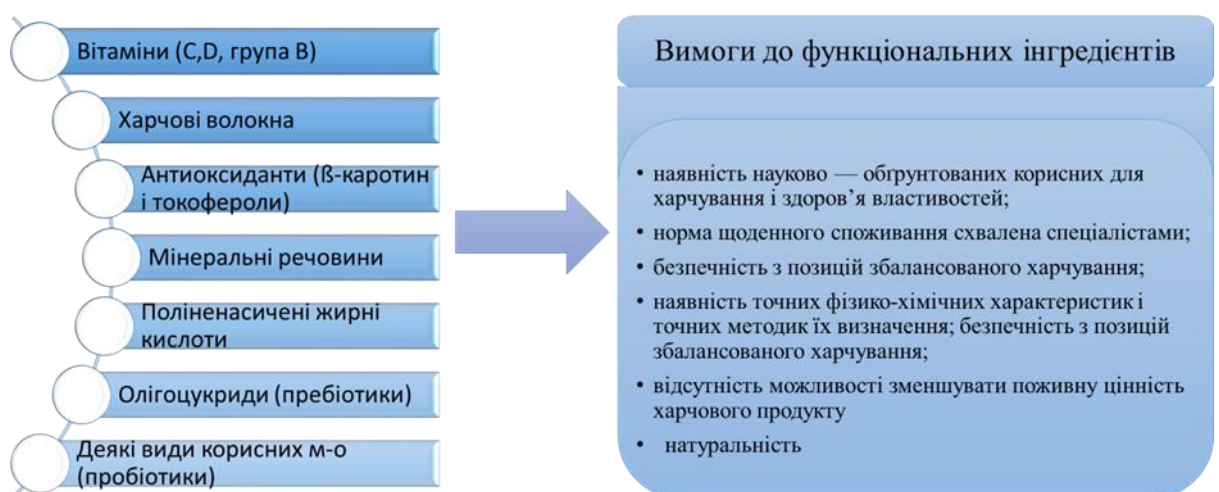 Вітаміни (С,D, група В)
Харчові волокна
Антиоксиданти (ß-каротин
і токофероли)
Мінеральні речовини
Поліненасичені жирні
кислоти
Олігоцукриди (пребіотики)
Деякі види корисних м-о
(пробіотики)
Вимоги до функціональних інгредієнтів
• наявність науково — обґрунтованих корисних для
харчування і здоров’я властивостей;
• норма щоденного споживання схвалена спеціалістами;
• безпечність з позицій збалансованого харчування;
• наявність точних фізико-хімічних характеристик і
точних методик їх визначення; безпечність з позицій
збалансованого харчування;
• відсутність можливості зменшувати поживну цінність
харчового продукту
• натуральність